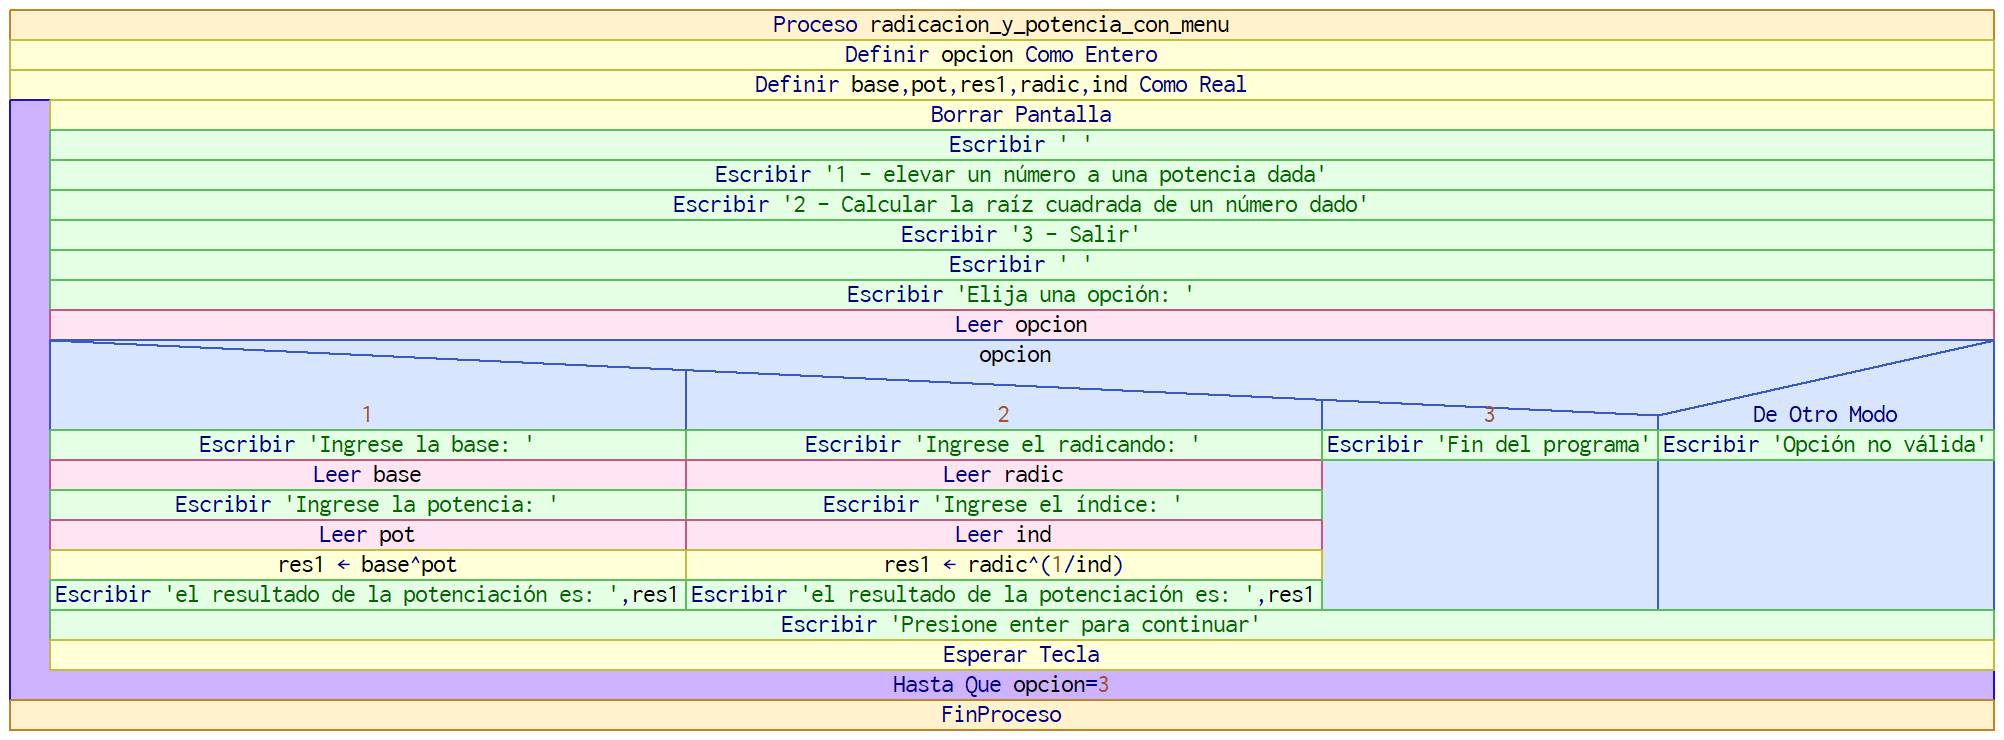 Proceso radicacion_y_potencia_con_menu
Definir opcion Como Entero
Definir base,pot,res1,radic,ind Como Real
Borrar Pantalla
Escribir ' '
Escribir '1 - elevar un número a una potencia dada'
Escribir '2 - Calcular la raíz cuadrada de un número dado'
Escribir '3 - Salir'
Escribir ' '
Escribir 'Elija una opción: '
Leer opcion
opcion
1 2 3 De Otro Modo
Escribir 'Ingrese la base: ' Escribir 'Ingrese el radicando: ' Escribir 'Fin del programa' Escribir 'Opción no válida'
Leer base Leer radic
Escribir 'Ingrese la potencia: ' Escribir 'Ingrese el índice: '
Leer pot Leer ind
res1 ← base^pot res1 ← radic^(1/ind)
Escribir 'el resultado de la potenciación es: ',res1 Escribir 'el resultado de la potenciación es: ',res1
Escribir 'Presione enter para continuar'
Esperar Tecla
Hasta Que opcion=3
FinProceso